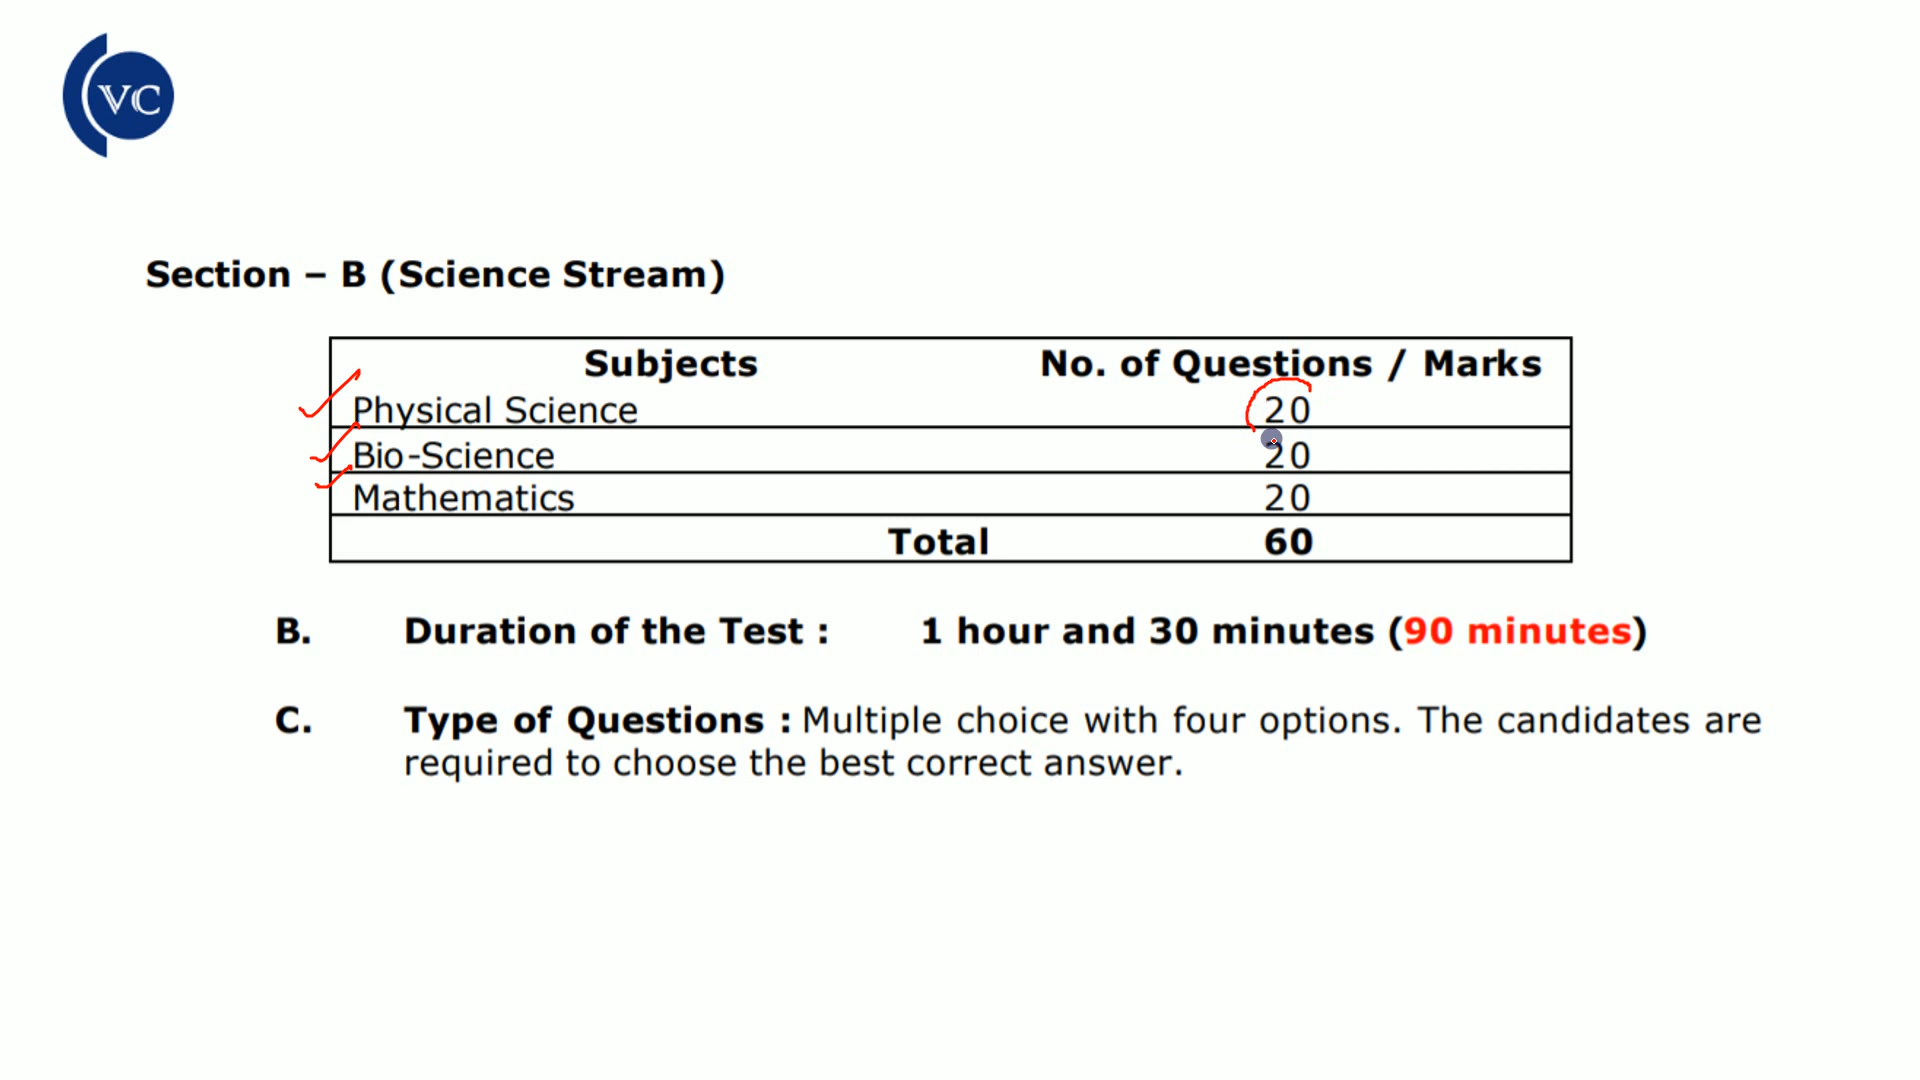 VC
Section – B (Science Stream)
Subjects No. of Questions / Marks
Physical Science 20
Bio-Science 20
Mathematics 20
Total 60
B. Duration of the Test : 1 hour and 30 minutes (90 minutes)
C. Type of Questions : Multiple choice with four options. The candidates are
required to choose the best correct answer.